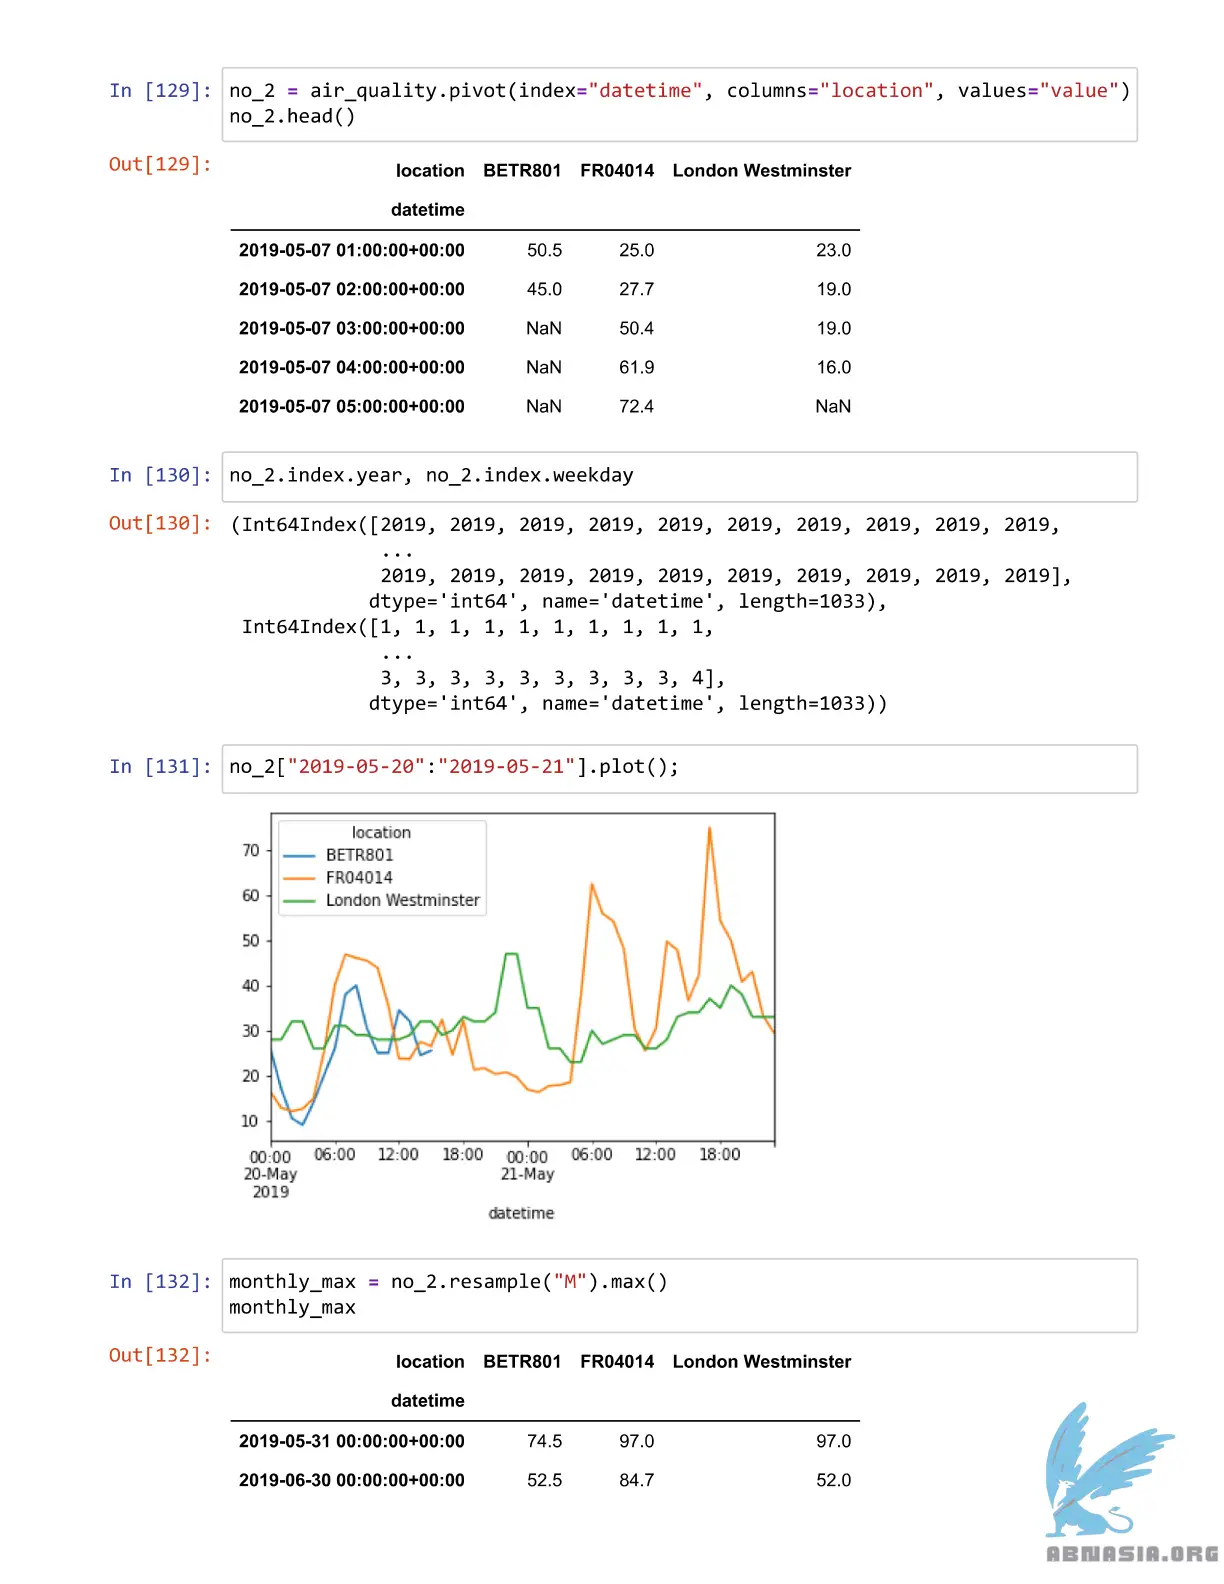 In [129]: no_2 = air_quality.pivot(index="datetime", columns="location", values="value")
no_2.head()
Out[129]:
location BETR801 FR04014 London Westminster
datetime
2019-05-07 01:00:00+00:00 50.5 25.0 23.0
2019-05-07 02:00:00+00:00 45.0 27.7 19.0
2019-05-07 03:00:00+00:00 NaN 50.4 19.0
2019-05-07 04:00:00+00:00 NaN 61.9 16.0
2019-05-07 05:00:00+00:00 NaN 72.4 NaN
In [130]: no_2.index.year, no_2.index.weekday
Out[130]: (Int64Index([2019, 2019, 2019, 2019, 2019, 2019, 2019, 2019, 2019, 2019,
...
2019, 2019, 2019, 2019, 2019, 2019, 2019, 2019, 2019, 2019],
dtype='int64', name='datetime', length=1033),
Int64Index([1, 1, 1, 1, 1, 1, 1, 1, 1, 1,
...
3, 3, 3, 3, 3, 3, 3, 3, 3, 4],
dtype='int64', name='datetime', length=1033))
In [131]: no_2["2019-05-20":"2019-05-21"].plot();
location
BETR801
FR04014
London Westminster
70
60
50
40
30
20
10
00:00 06:00 12:00 18:00 00:00 06:00 12:00 18:00
20-May 21-May
2019
datetime
In [132]: monthly_max = no_2.resample("M").max()
monthly_max
Out[132]:
location BETR801 FR04014 London Westminster
datetime
2019-05-31 00:00:00+00:00 74.5 97.0 97.0
2019-06-30 00:00:00+00:00 52.5 84.7 52.0
ABNASIA.ORG